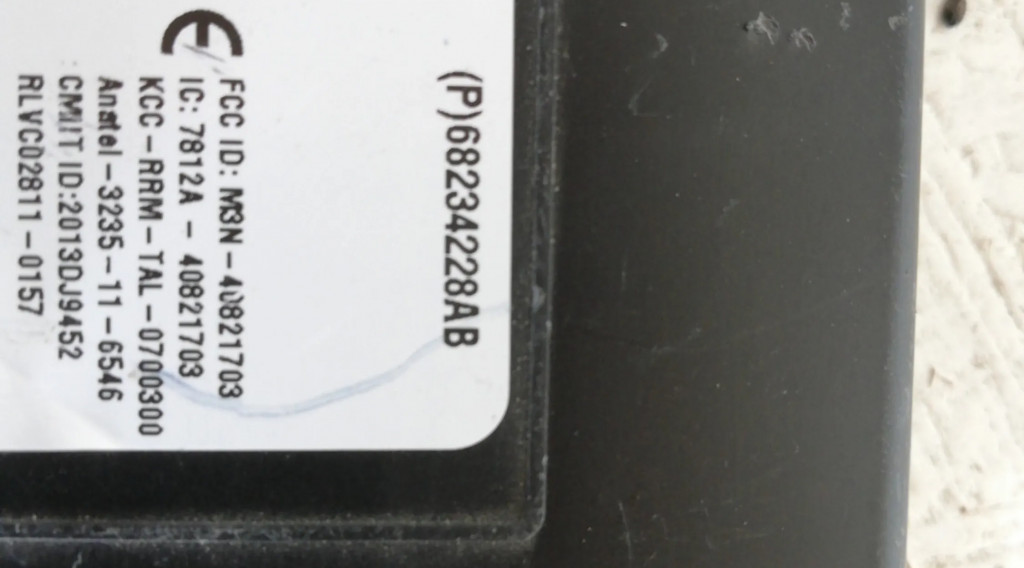 (P)68234228AB
FCC ID: M3N-40821703
IC: 7812A - 40821703
KCC-RRM-TAL-0700300
Anatel-3235-11-6546
CMIIT ID:2013DJ9452
RLVC02811-0157